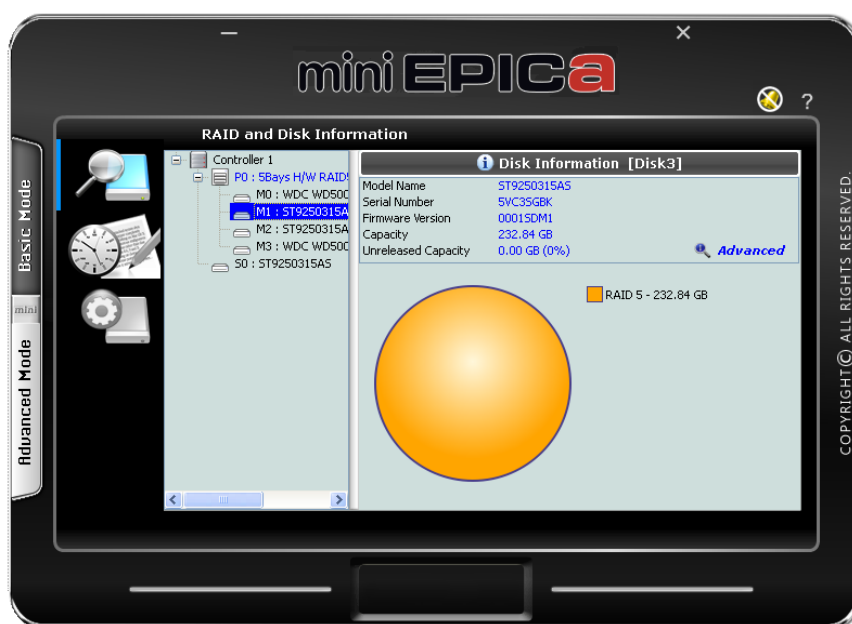 mini EPICa
?
RAID and Disk Information
Basic Mode
mini
Advanced Mode
Controller 1
P0 : 5Bays H/W RAID
M0 : WDC WD500
M1 : ST9250315A
M2 : ST9250315A
M3 : WDC WD500
S0 : ST9250315AS
Disk Information [Disk3]
Model Name ST9250315AS
Serial Number 5VC3SGBK
Firmware Version 0001SDM1
Capacity 232.84 GB
Unreleased Capacity 0.00 GB (0%)
Advanced
RAID 5 - 232.84 GB
COPYRIGHT© ALL RIGHTS RESERVED.